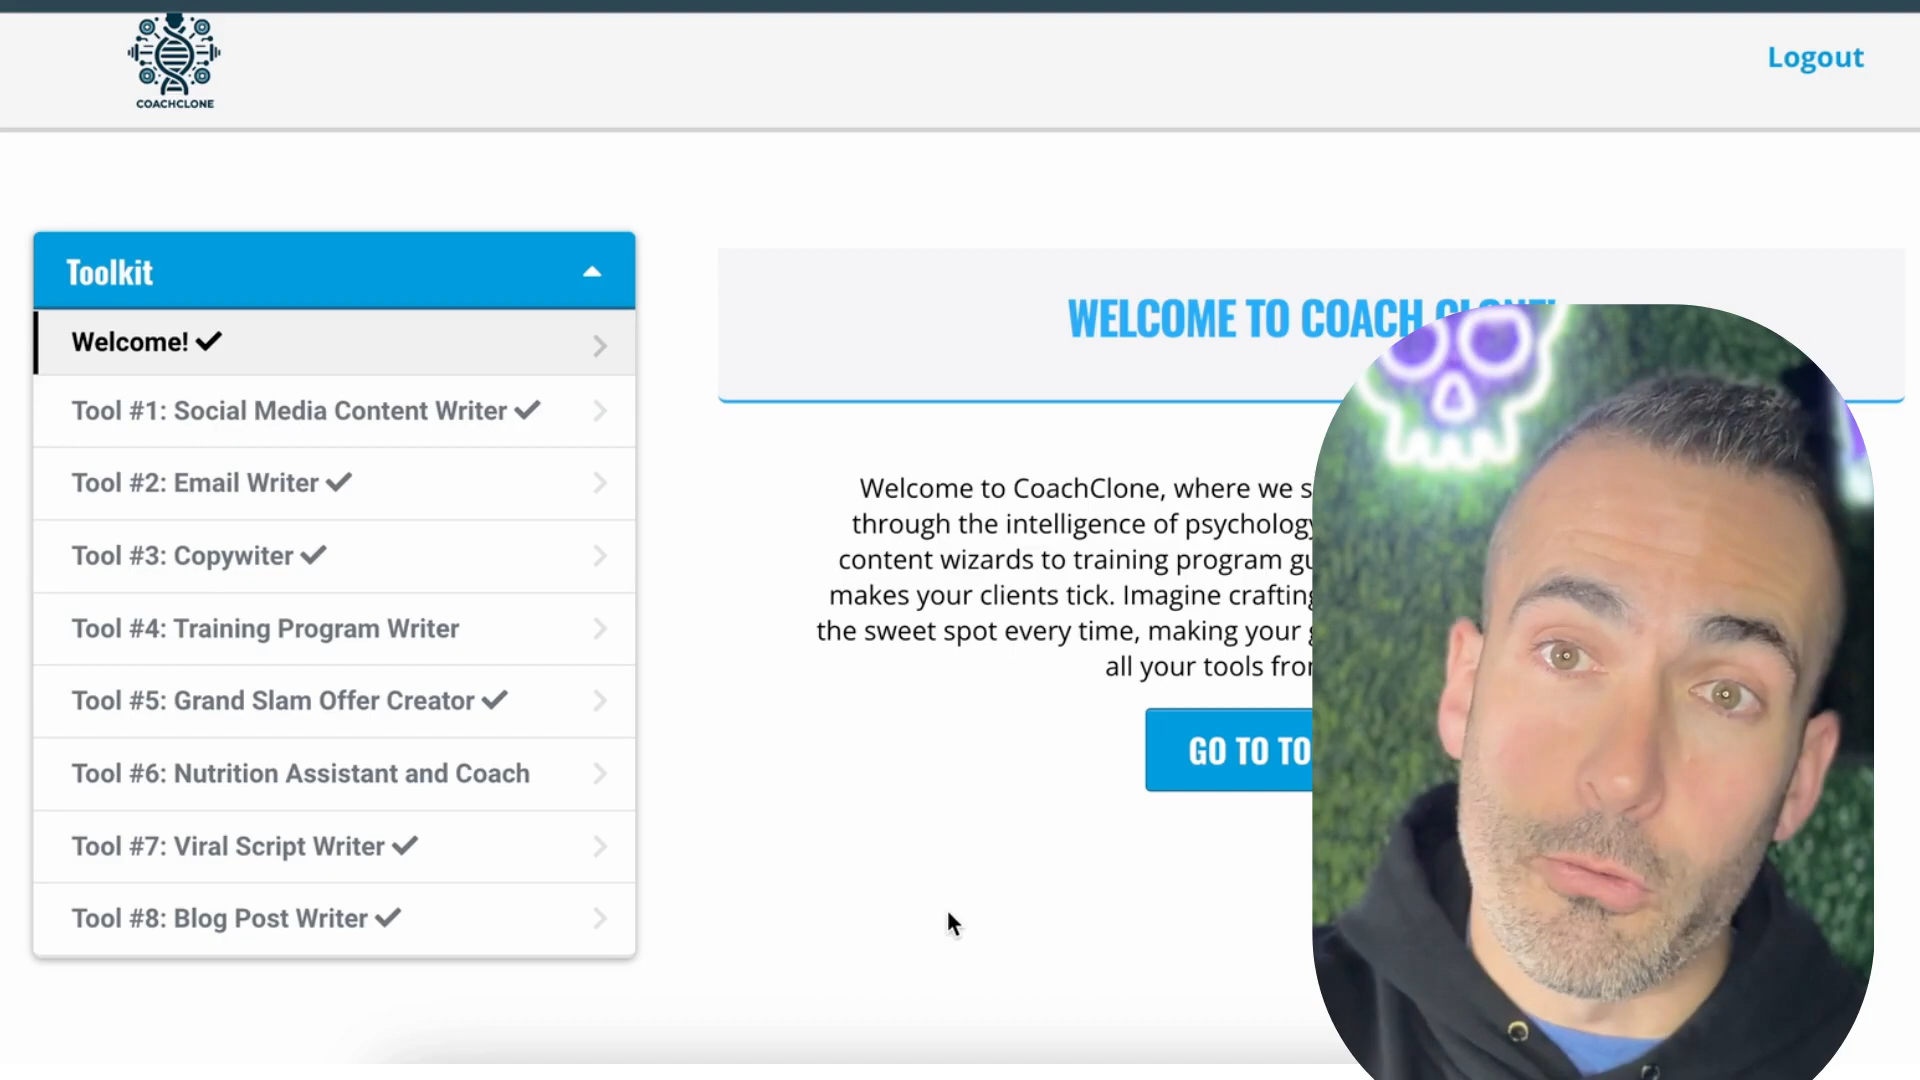 COACHCLONE
Logout
Toolkit
Welcome!
Tool #1: Social Media Content Writer
Tool #2: Email Writer
Tool #3: Copywiter
Tool #4: Training Program Writer
Tool #5: Grand Slam Offer Creator
Tool #6: Nutrition Assistant and Coach
Tool #7: Viral Script Writer
Tool #8: Blog Post Writer
WELCOME TO COACH CLONE!
Welcome to CoachClone, where we
through the intelligence of psychology
content wizards to training program
makes your clients tick. Imagine crafting
the sweet spot every time, making your
all your tools
GO TO